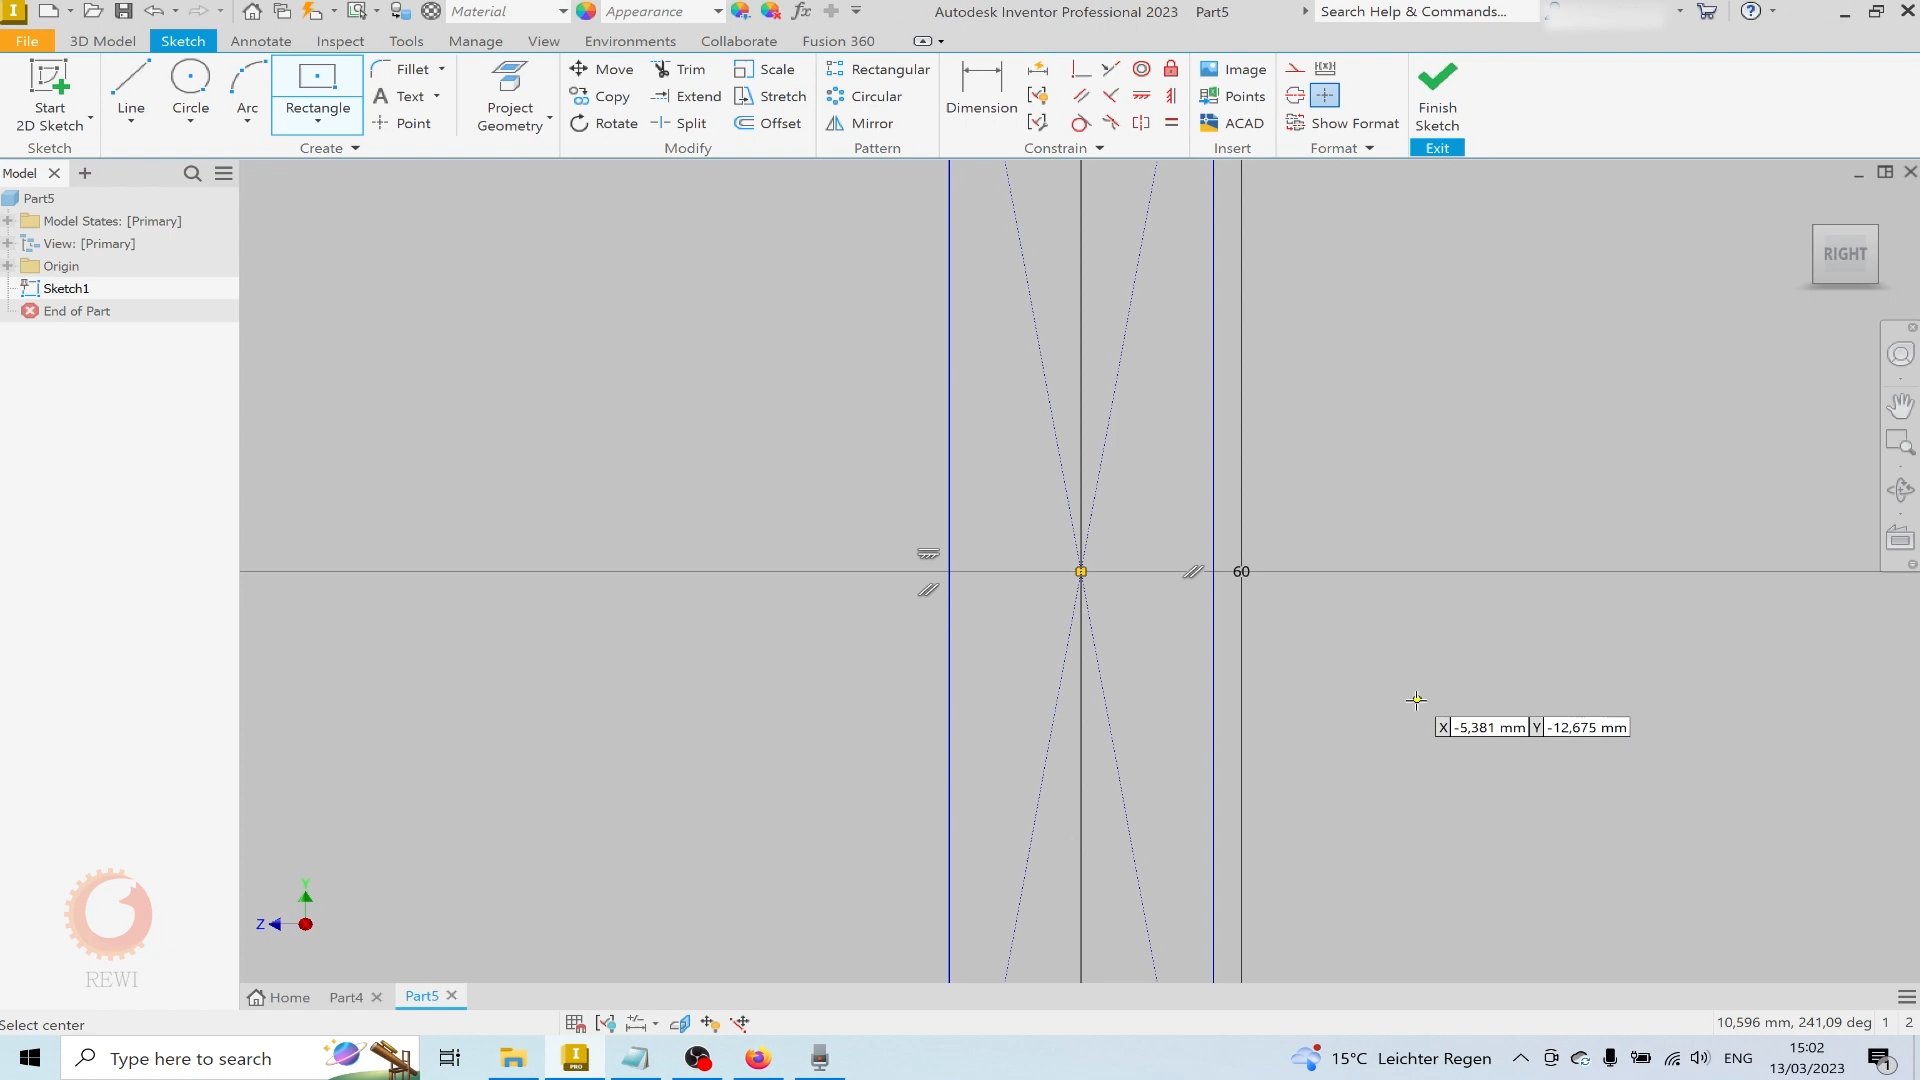 Material
Appearance
Autodesk Inventor Professional 2023 Part5
Search Help & Commands...
File 3D Model Sketch Annotate Inspect Tools Manage View Environments Collaborate Fusion 360
Start
2D Sketch
Line
Circle
Arc
Rectangle
Fillet
Text
Point
Project
Geometry
Move
Copy
Rotate
Trim
Extend
Split
Scale
Stretch
Offset
Rectangular
Circular
Mirror
Dimension
Image
Points
ACAD
Show Format
Finish
Sketch
Sketch Create Modify Pattern Constrain Insert Format Exit
Model
Part5
Model States: [Primary]
View: [Primary]
Origin
Sketch1
End of Part
RIGHT
60
X -5,381 mm Y -12,675 mm
Y
Z
REWI
Home Part4 Part5
Select center
10,596 mm, 241,09 deg 1 2
Type here to search
PRO
15°C Leichter Regen
ENG
15:02
13/03/2023
1